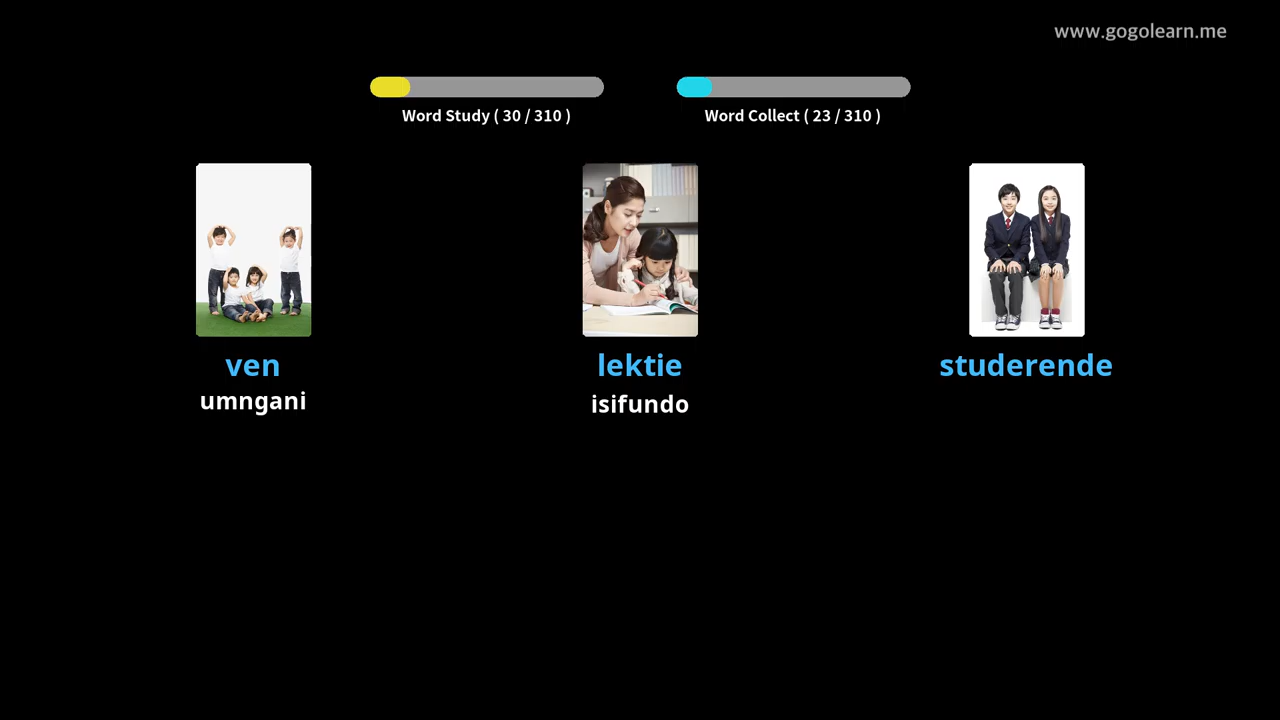 www.gogolearn.me
Word Study ( 30 / 310 )
Word Collect ( 23 / 310 )
ven
umngani
lektie
isifundo
studerende